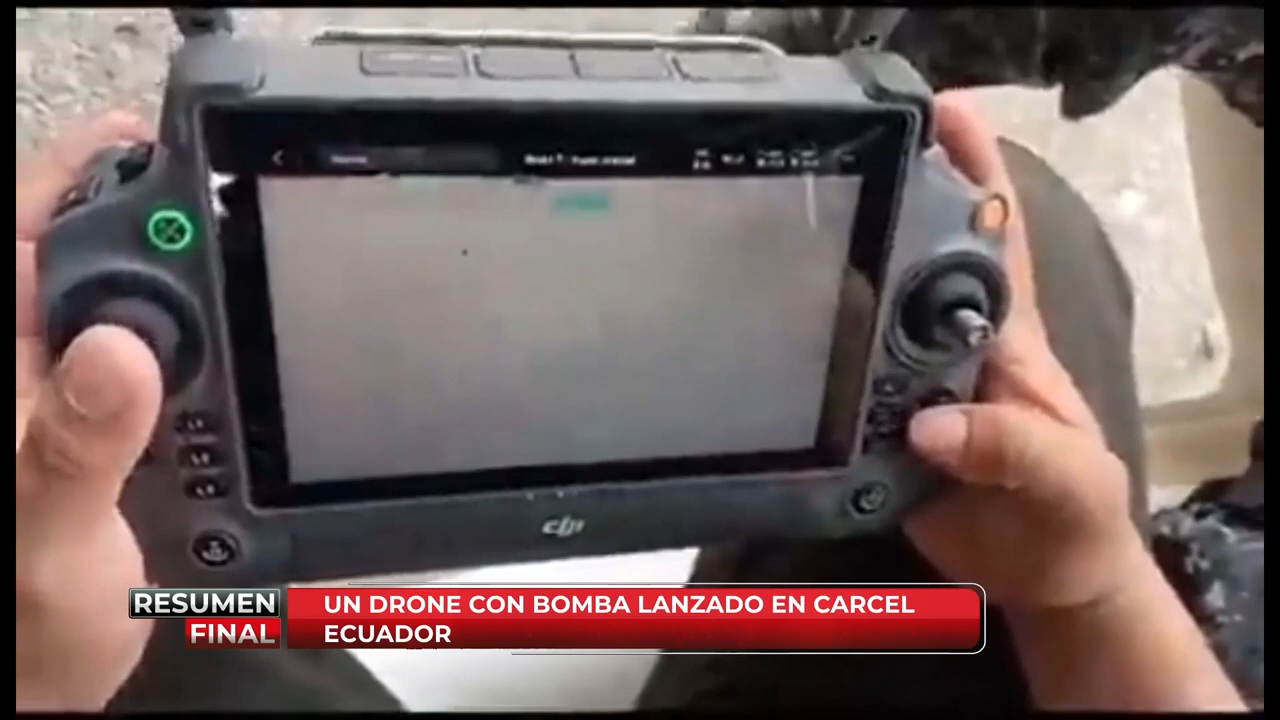 dji
RESUMEN
FINAL
UN DRONE CON BOMBA LANZADO EN CARCEL
ECUADOR